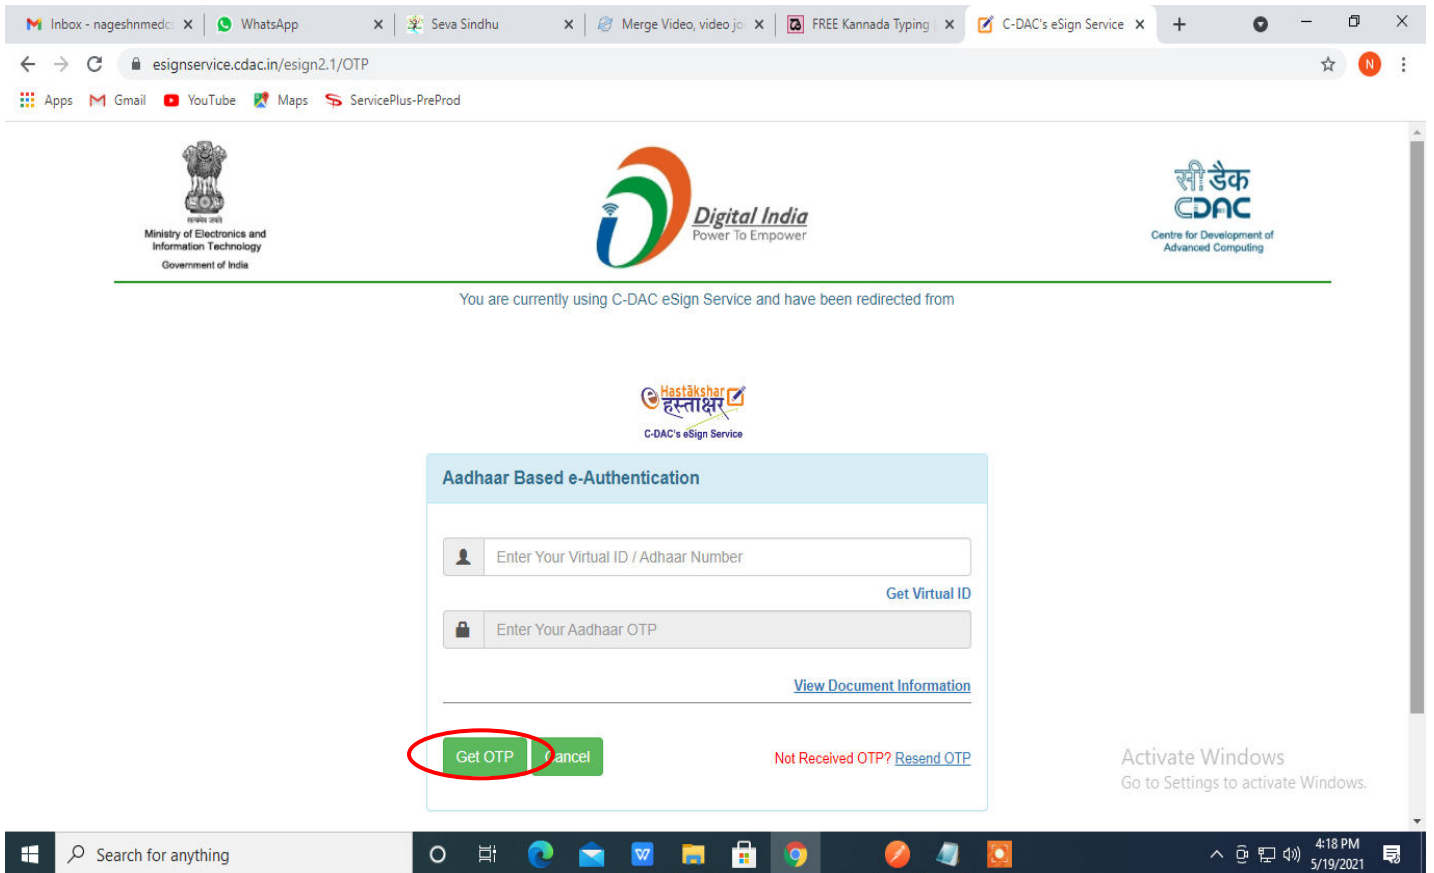 Inbox - nageshnmedc
WhatsApp
Seva Sindhu
Merge Video, video jo
FREE Kannada Typing
C-DAC's eSign Service
esignservice.cdac.in/esign2.1/OTP
N
Apps
Gmail
YouTube
Maps
ServicePlus-PreProd
सत्यमेव जयते
Ministry of Electronics and
Information Technology
Government of India
Digital India
Power To Empower
सी डैक
CDAC
Centre for Development of
Advanced Computing
You are currently using C-DAC eSign Service and have been redirected from
Hastākshar
हस्ताक्षर
C-DAC's eSign Service
Aadhaar Based e-Authentication
Enter Your Virtual ID / Adhaar Number
Get Virtual ID
Enter Your Aadhaar OTP
View Document Information
Get OTP
Cancel
Not Received OTP? Resend OTP
Activate Windows
Go to Settings to activate Windows.
Search for anything
4:18 PM
5/19/2021